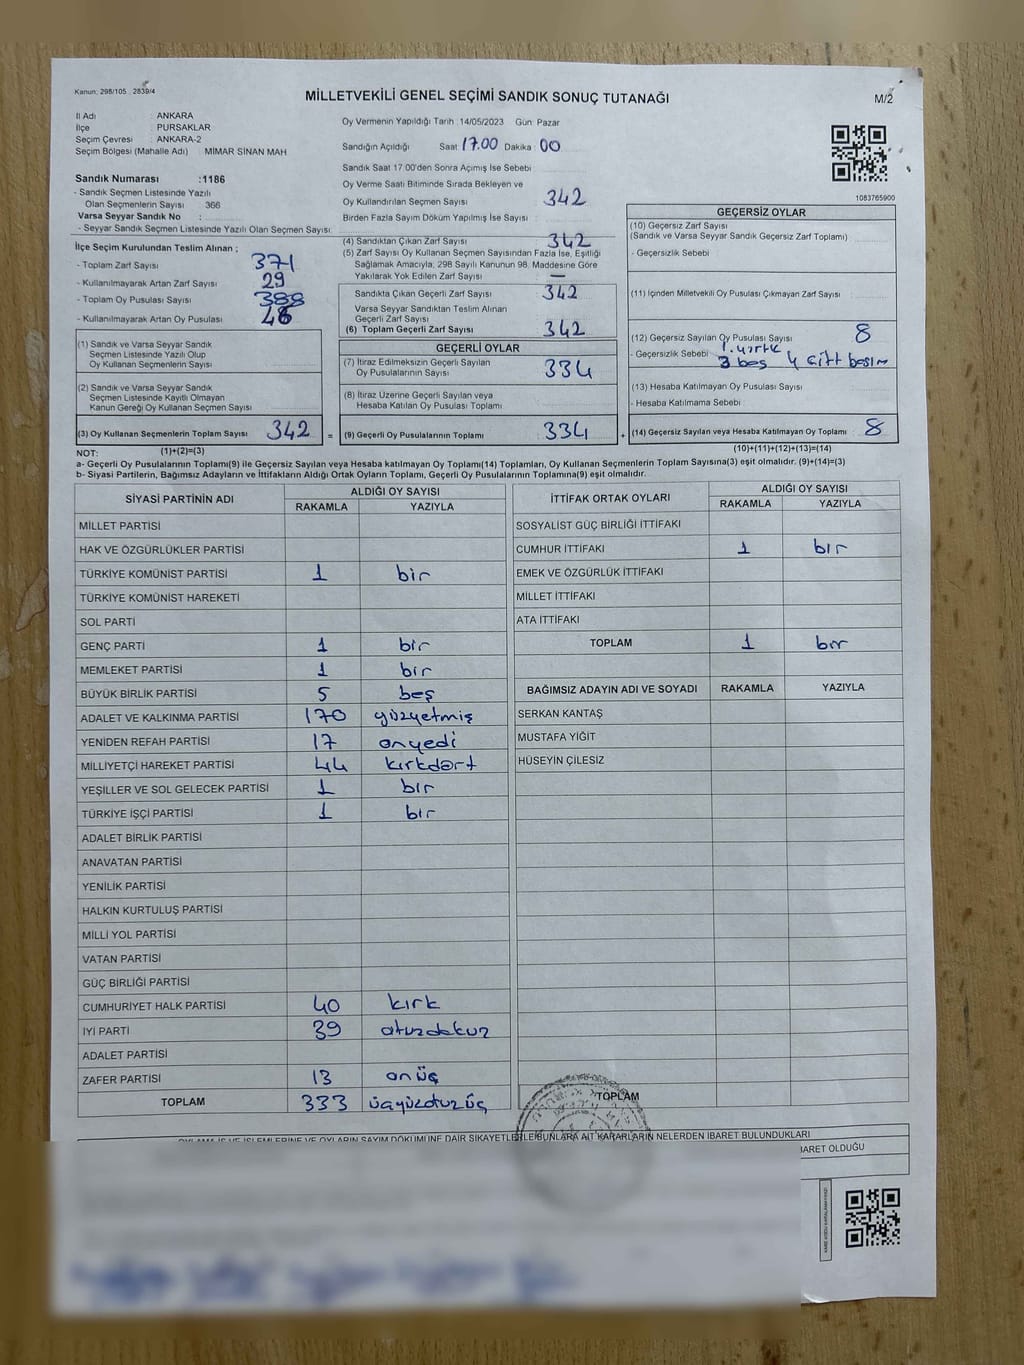 Kanun: 298/105 . 2839/4
MİLLETVEKİLİ GENEL SEÇİMİ SANDIK SONUÇ TUTANAĞI
M/2
İl Adı : ANKARA
İlçe : PURSAKLAR
Seçim Çevresi : ANKARA-2
Seçim Bölgesi (Mahalle Adı) : MİMAR SİNAN MAH
Sandık Numarası :1186
- Sandık Seçmen Listesinde Yazılı
Olan Seçmenlerin Sayısı : 366
Varsa Seyyar Sandık No :
- Seyyar Sandık Seçmen Listesinde Yazılı Olan Seçmen Sayısı:
İlçe Seçim Kurulundan Teslim Alınan ;
- Toplam Zarf Sayısı 371
- Kullanılmayarak Artan Zarf Sayısı 29
- Toplam Oy Pusulası Sayısı 388
- Kullanılmayarak Artan Oy Pusulası 46
(1) Sandık ve Varsa Seyyar Sandık
Seçmen Listesinde Yazılı Olup
Oy Kullanan Seçmenlerin Sayısı
(2) Sandık ve Varsa Seyyar Sandık
Seçmen Listesinde Kayıtlı Olmayan
Kanun Gereği Oy Kullanan Seçmen Sayısı
(3) Oy Kullanan Seçmenlerin Toplam Sayısı 342 =
Oy Vermenin Yapıldığı Tarih :14/05/2023 Gün: Pazar
Sandığın Açıldığı Saat: 17.00 Dakika: 00
Sandık Saat 17.00'den Sonra Açımış İse Sebebi :
Oy Verme Saati Bitiminde Sırada Bekleyen ve
Oy Kullandırılan Seçmen Sayısı 342
Birden Fazla Sayım Döküm Yapılmış İse Sayısı :
(4) Sandıktan Çıkan Zarf Sayısı 342
(5) Zarf Sayısı Oy Kullanan Seçmen Sayısından Fazla İse, Eşitliği
Sağlamak Amacıyla, 298 Sayılı Kanunun 98. Maddesine Göre
Yakılarak Yok Edilen Zarf Sayısı —
Sandıkta Çıkan Geçerli Zarf Sayısı 342
Varsa Seyyar Sandıktan Teslim Alınan
Geçerli Zarf Sayısı
(6) Toplam Geçerli Zarf Sayısı 342
GEÇERLİ OYLAR
(7) İtiraz Edilmeksizin Geçerli Sayılan
Oy Pusulalarının Sayısı 334
(8) İtiraz Üzerine Geçerli Sayılan veya
Hesaba Katılan Oy Pusulası Toplamı
(9) Geçerli Oy Pusulalarının Toplamı 334 +
1083765900
GEÇERSİZ OYLAR
(10) Geçersiz Zarf Sayısı
(Sandık ve Varsa Seyyar Sandık Geçersiz Zarf Toplamı)
- Geçersizlik Sebebi :
(11) İçinden Milletvekili Oy Pusulası Çıkmayan Zarf Sayısı :
(12) Geçersiz Sayılan Oy Pusulası Sayısı 8
- Geçersizlik Sebebi : 1. yırtk
3 beş 4 çift basım
(13) Hesaba Katılmayan Oy Pusulası Sayısı
- Hesaba Katılmama Sebebi :
(14) Geçersiz Sayılan veya Hesaba Katılmayan Oy Toplamı 8
NOT: (1)+(2)=(3)
(10)+(11)+(12)+(13)=(14)
a- Geçerli Oy Pusulalarının Toplamı(9) ile Geçersiz Sayılan veya Hesaba katılmayan Oy Toplamı(14) Toplamları, Oy Kullanan Seçmenlerin Toplam Sayısına(3) eşit olmalıdır. (9)+(14)=(3)
b- Siyasi Partilerin, Bağımsız Adayların ve İttifakların Aldığı Ortak Oyların Toplamı, Geçerli Oy Pusulalarının Toplamına(9) eşit olmalıdır.
SİYASİ PARTİNİN ADI
ALDIĞI OY SAYISI
RAKAMLA YAZIYLA
MİLLET PARTİSİ
HAK VE ÖZGÜRLÜKLER PARTİSİ
TÜRKİYE KOMÜNİST PARTİSİ 1 bir
TÜRKİYE KOMÜNİST HAREKETİ
SOL PARTİ
GENÇ PARTİ 1 bir
MEMLEKET PARTİSİ 1 bir
BÜYÜK BİRLİK PARTİSİ 5 beş
ADALET VE KALKINMA PARTİSİ 170 yüzyetmiş
YENİDEN REFAH PARTİSİ 17 onyedi
MİLLİYETÇİ HAREKET PARTİSİ 44 kırkdört
YEŞİLLER VE SOL GELECEK PARTİSİ 1 bir
TÜRKİYE İŞÇİ PARTİSİ 1 bir
ADALET BİRLİK PARTİSİ
ANAVATAN PARTİSİ
YENİLİK PARTİSİ
HALKIN KURTULUŞ PARTİSİ
MİLLİ YOL PARTİSİ
VATAN PARTİSİ
GÜÇ BİRLİĞİ PARTİSİ
CUMHURİYET HALK PARTİSİ 40 kırk
İYİ PARTİ 39 otuzdokuz
ADALET PARTİSİ
ZAFER PARTİSİ 13 onüç
TOPLAM 333 üçyüzotuzüç
İTTİFAK ORTAK OYLARI
ALDIĞI OY SAYISI
RAKAMLA YAZIYLA
SOSYALİST GÜÇ BİRLİĞİ İTTİFAKI
CUMHUR İTTİFAKI 1 bir
EMEK VE ÖZGÜRLÜK İTTİFAKI
MİLLET İTTİFAKI
ATA İTTİFAKI
TOPLAM 1 bir
BAĞIMSIZ ADAYIN ADI VE SOYADI RAKAMLA YAZIYLA
SERKAN KANTAŞ
MUSTAFA YİĞİT
HÜSEYİN ÇİLESİZ
TOPLAM
OYLAMA İŞ VE İŞLEMLERİNE VE OYLARIN SAYIM DÖKÜMÜNE DAİR ŞİKAYETLERLE BUNLARA AİT KARARLARIN NELERDEN İBARET BULUNDUKLARI
İBARET OLDUĞU